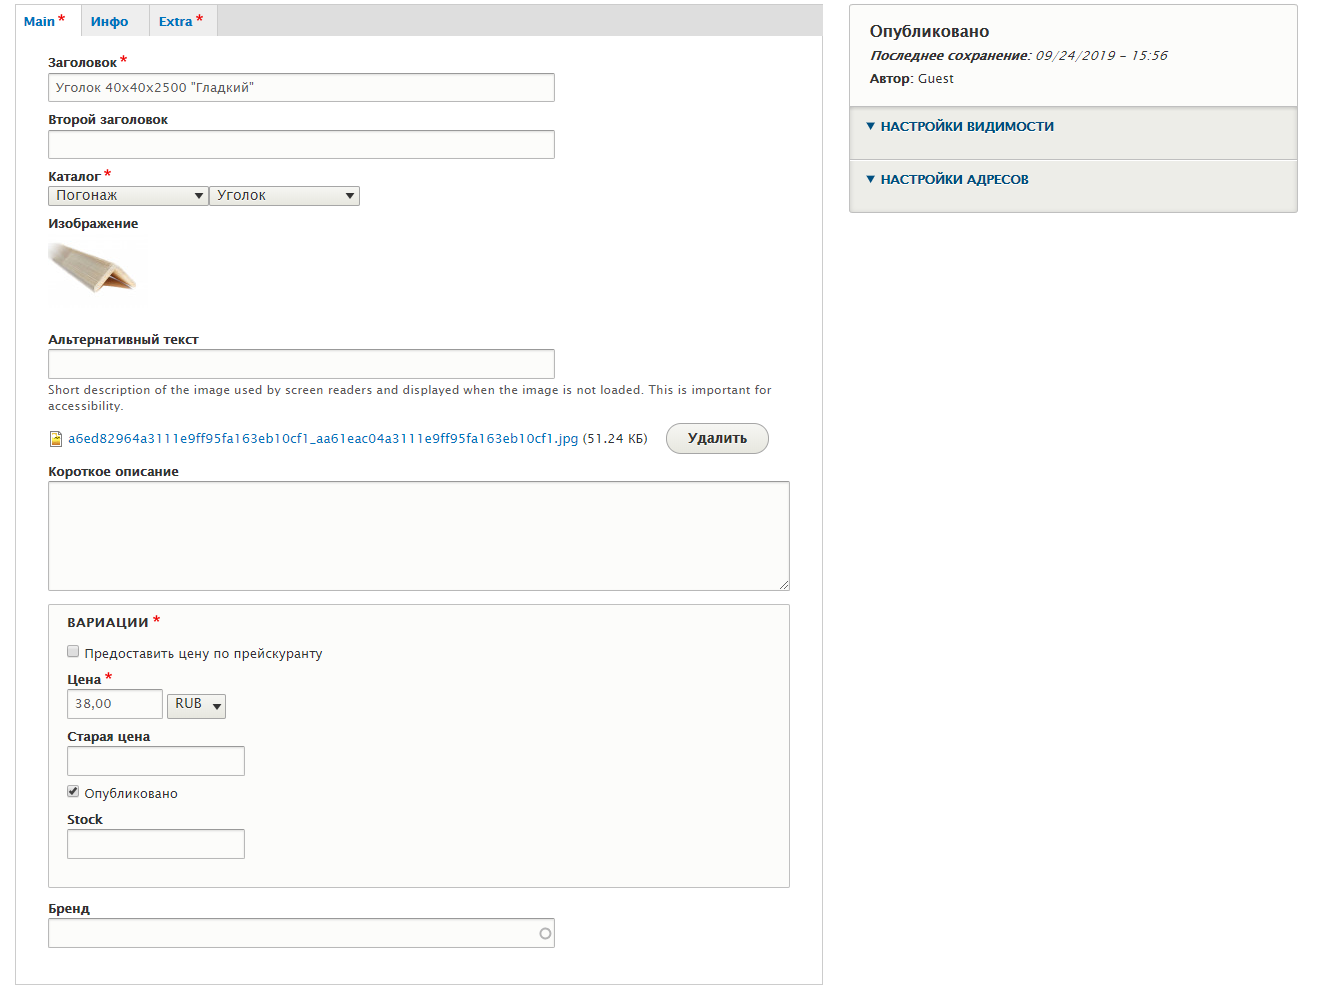 Main *
Инфо
Extra *
Заголовок *
Уголок 40х40х2500 "Гладкий"
Второй заголовок
Каталог *
Погонаж
Уголок
Изображение
Альтернативный текст
Short description of the image used by screen readers and displayed when the image is not loaded. This is important for
accessibility.
a6ed82964a3111e9ff95fa163eb10cf1_aa61eac04a3111e9ff95fa163eb10cf1.jpg (51.24 КБ)
Удалить
Короткое описание
ВАРИАЦИИ *
Предоставить цену по прейскуранту
Цена *
38,00
RUB
Старая цена
Опубликовано
Stock
Бренд
Опубликовано
Последнее сохранение: 09/24/2019 - 15:56
Автор: Guest
НАСТРОЙКИ ВИДИМОСТИ
НАСТРОЙКИ АДРЕСОВ